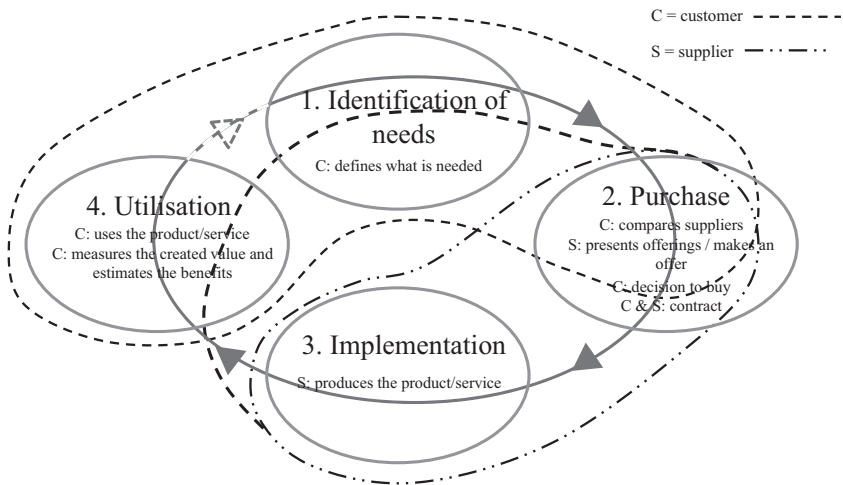 C = customer
S = supplier
1. Identification of
needs
C: defines what is needed
2. Purchase
C: compares suppliers
S: presents offerings / makes an
offer
C: decision to buy
C & S: contract
3. Implementation
S: produces the product/service
4. Utilisation
C: uses the product/service
C: measures the created value and
estimates the benefits